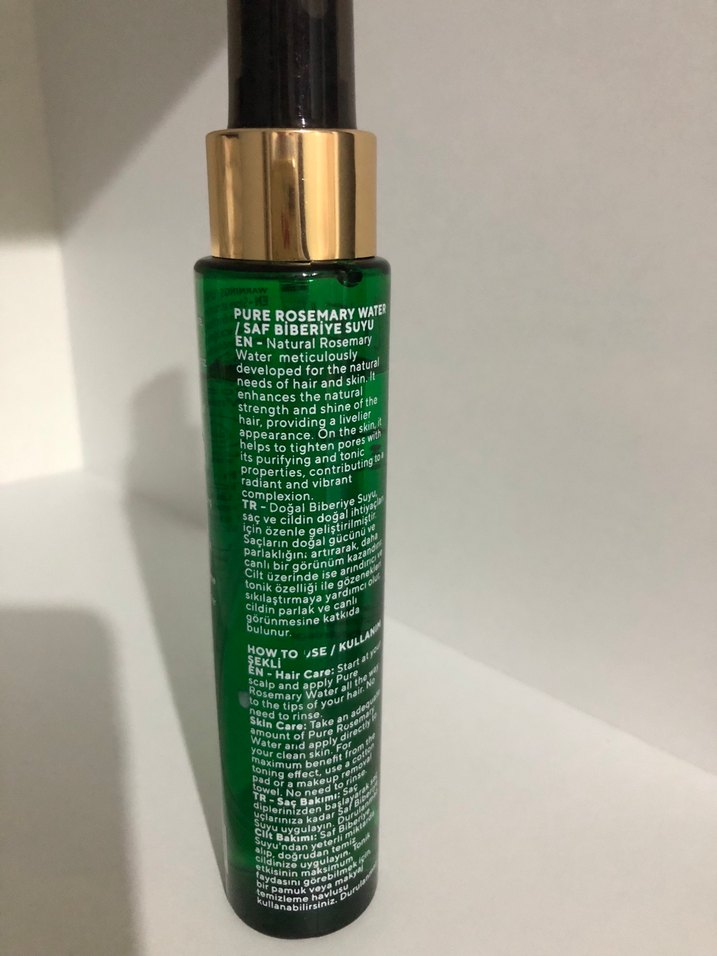 PURE ROSEMARY WATER
/ SAF BİBERİYE SUYU
EN - Natural Rosemary
Water meticulously
developed for the natural
needs of hair and skin. It
enhances the natural
strength and shine of the
hair, providing a livelier
appearance. On the skin, it
helps to tighten pores with
its purifying and tonic
properties, contributing to a
radiant and vibrant
complexion.
TR - Doğal Biberiye Suyu,
saç ve cildin doğal ihtiyaçları
için özenle geliştirilmiştir.
Saçların doğal gücünü ve
parlaklığını artırarak, daha
canlı bir görünüm kazandırır.
Cilt üzerinde ise arındırıcı ve
tonik özelliği ile gözenekleri
sıkılaştırmaya yardımcı olur,
cildin parlak ve canlı
görünmesine katkıda
bulunur.
HOW TO USE / KULLANIM
ŞEKLİ
EN - Hair Care: Start at your
scalp and apply Pure
Rosemary Water all the way
to the tips of your hair. No
need to rinse.
Skin Care: Take an adequate
amount of Pure Rosemary
Water and apply directly to
your clean skin. For
maximum benefit from the
toning effect, use a cotton
pad or a makeup removal
towel. No need to rinse.
TR - Saç Bakımı: Saç
diplerinizden başlayarak
uçlarınıza kadar Saf Biberiye
Suyu uygulayın.
Cilt Bakımı: Saf Biberiye
Suyu'ndan yeterli miktarda
alıp, doğrudan temiz
cildinize uygulayın. Tonik
etkisinin maksimum
faydasını görebilmek için,
bir pamuk veya makyaj
temizleme havlusu
kullanabilirsiniz.